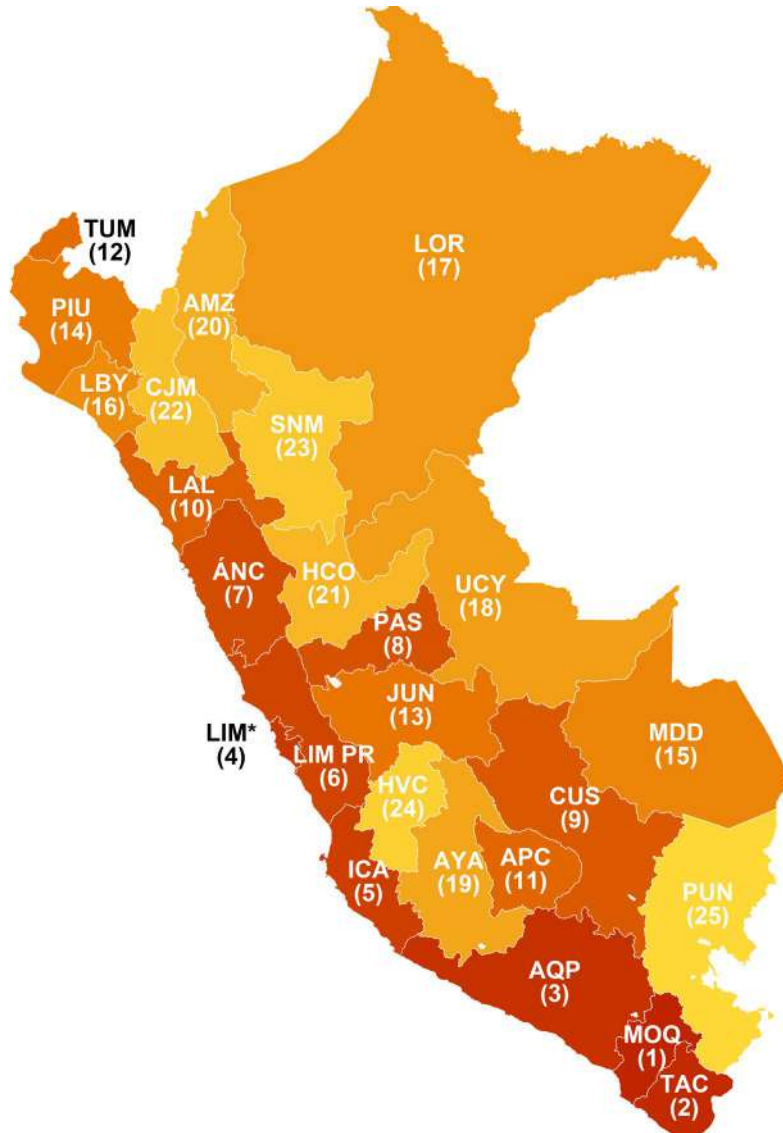 TUM
(12)
LOR
(17)
PIU
(14)
AMZ
(20)
LBY
(16)
CJM
(22)
SNM
(23)
LAL
(10)
ÁNC
(7)
HCO
(21)
UCY
(18)
PAS
(8)
JUN
(13)
MDD
(15)
LIM*
(4)
LIM PR
(6)
HVC
(24)
CUS
(9)
ICA
(5)
AYA
(19)
APC
(11)
PUN
(25)
AQP
(3)
MOQ
(1)
TAC
(2)